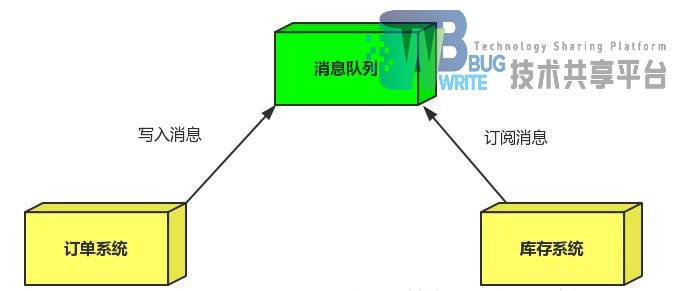 消息队列
WB
BUG
WRITE
Technology Sharing Platform
技术共享平台
写入消息
订阅消息
订单系统
库存系统